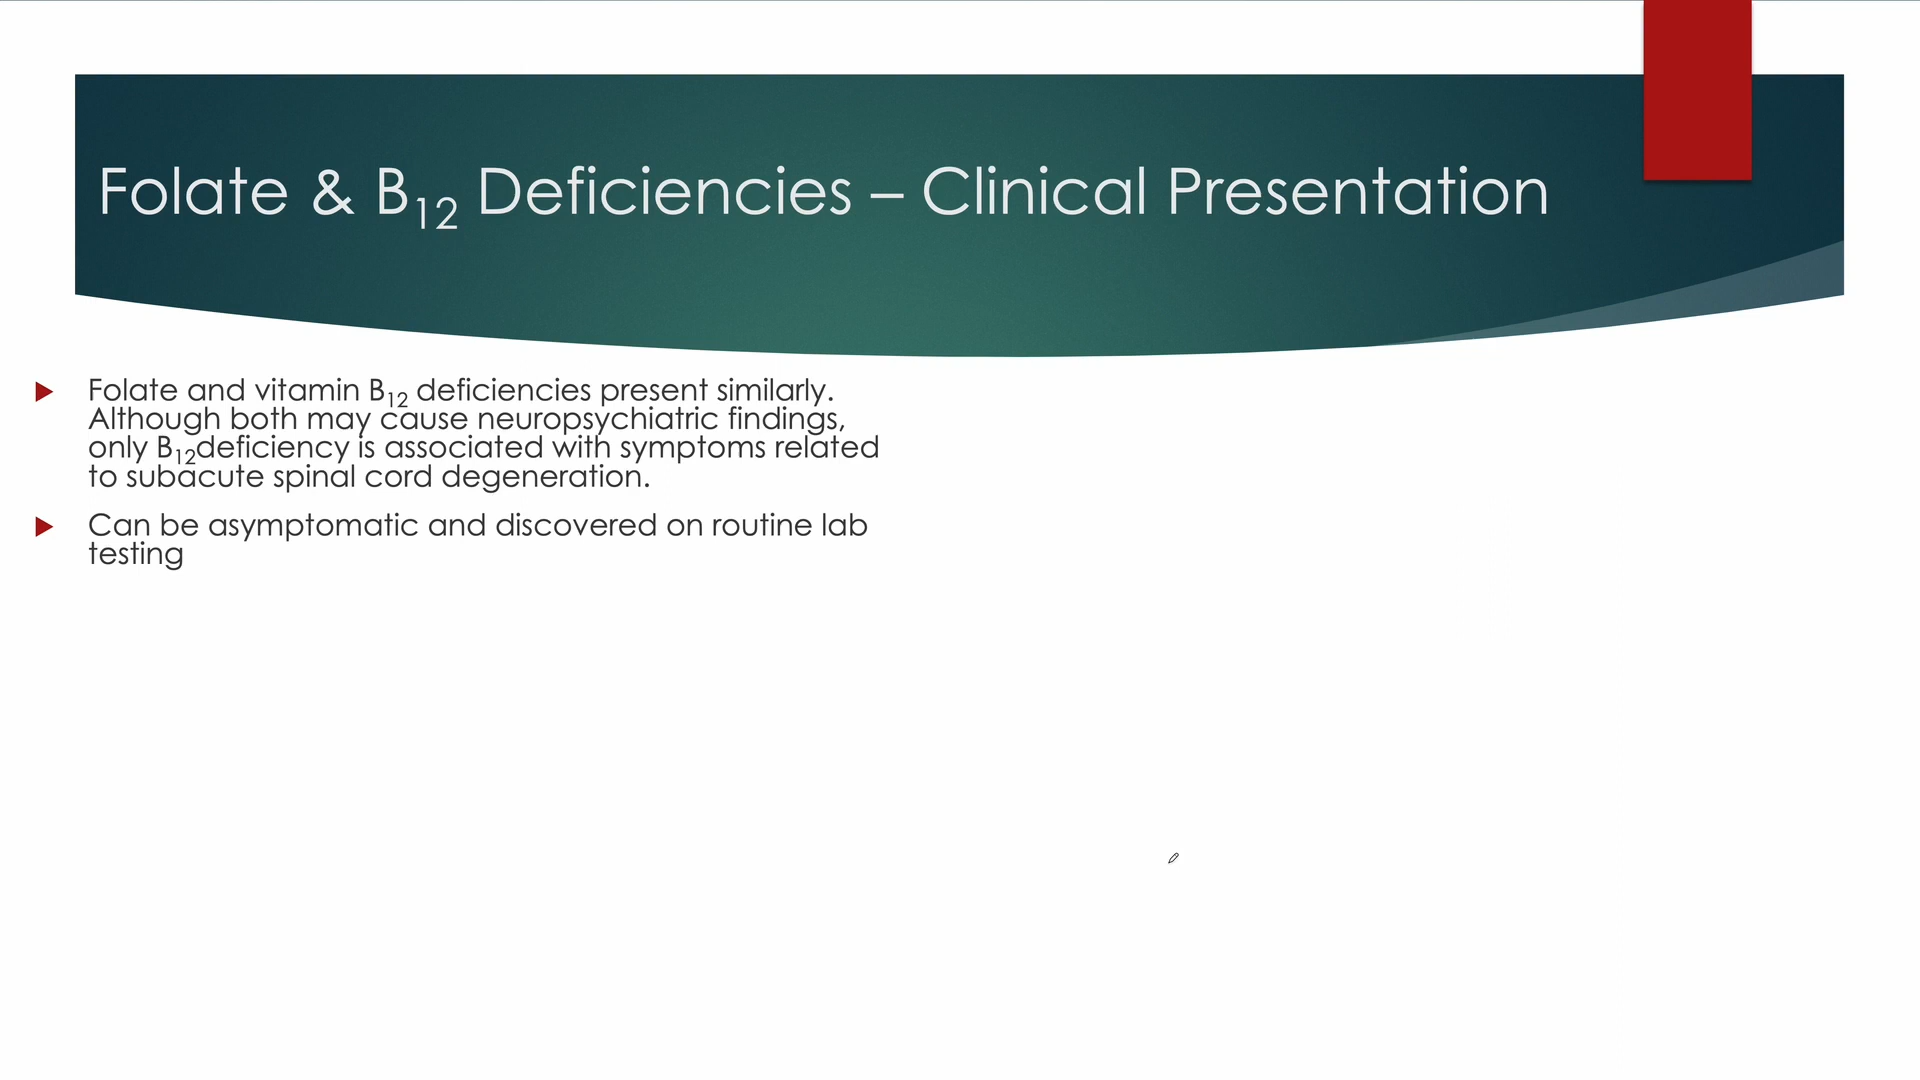 Folate & B12 Deficiencies – Clinical Presentation
Folate and vitamin B12 deficiencies present similarly.
Although both may cause neuropsychiatric findings,
only B12deficiency is associated with symptoms related
to subacute spinal cord degeneration.
Can be asymptomatic and discovered on routine lab
testing